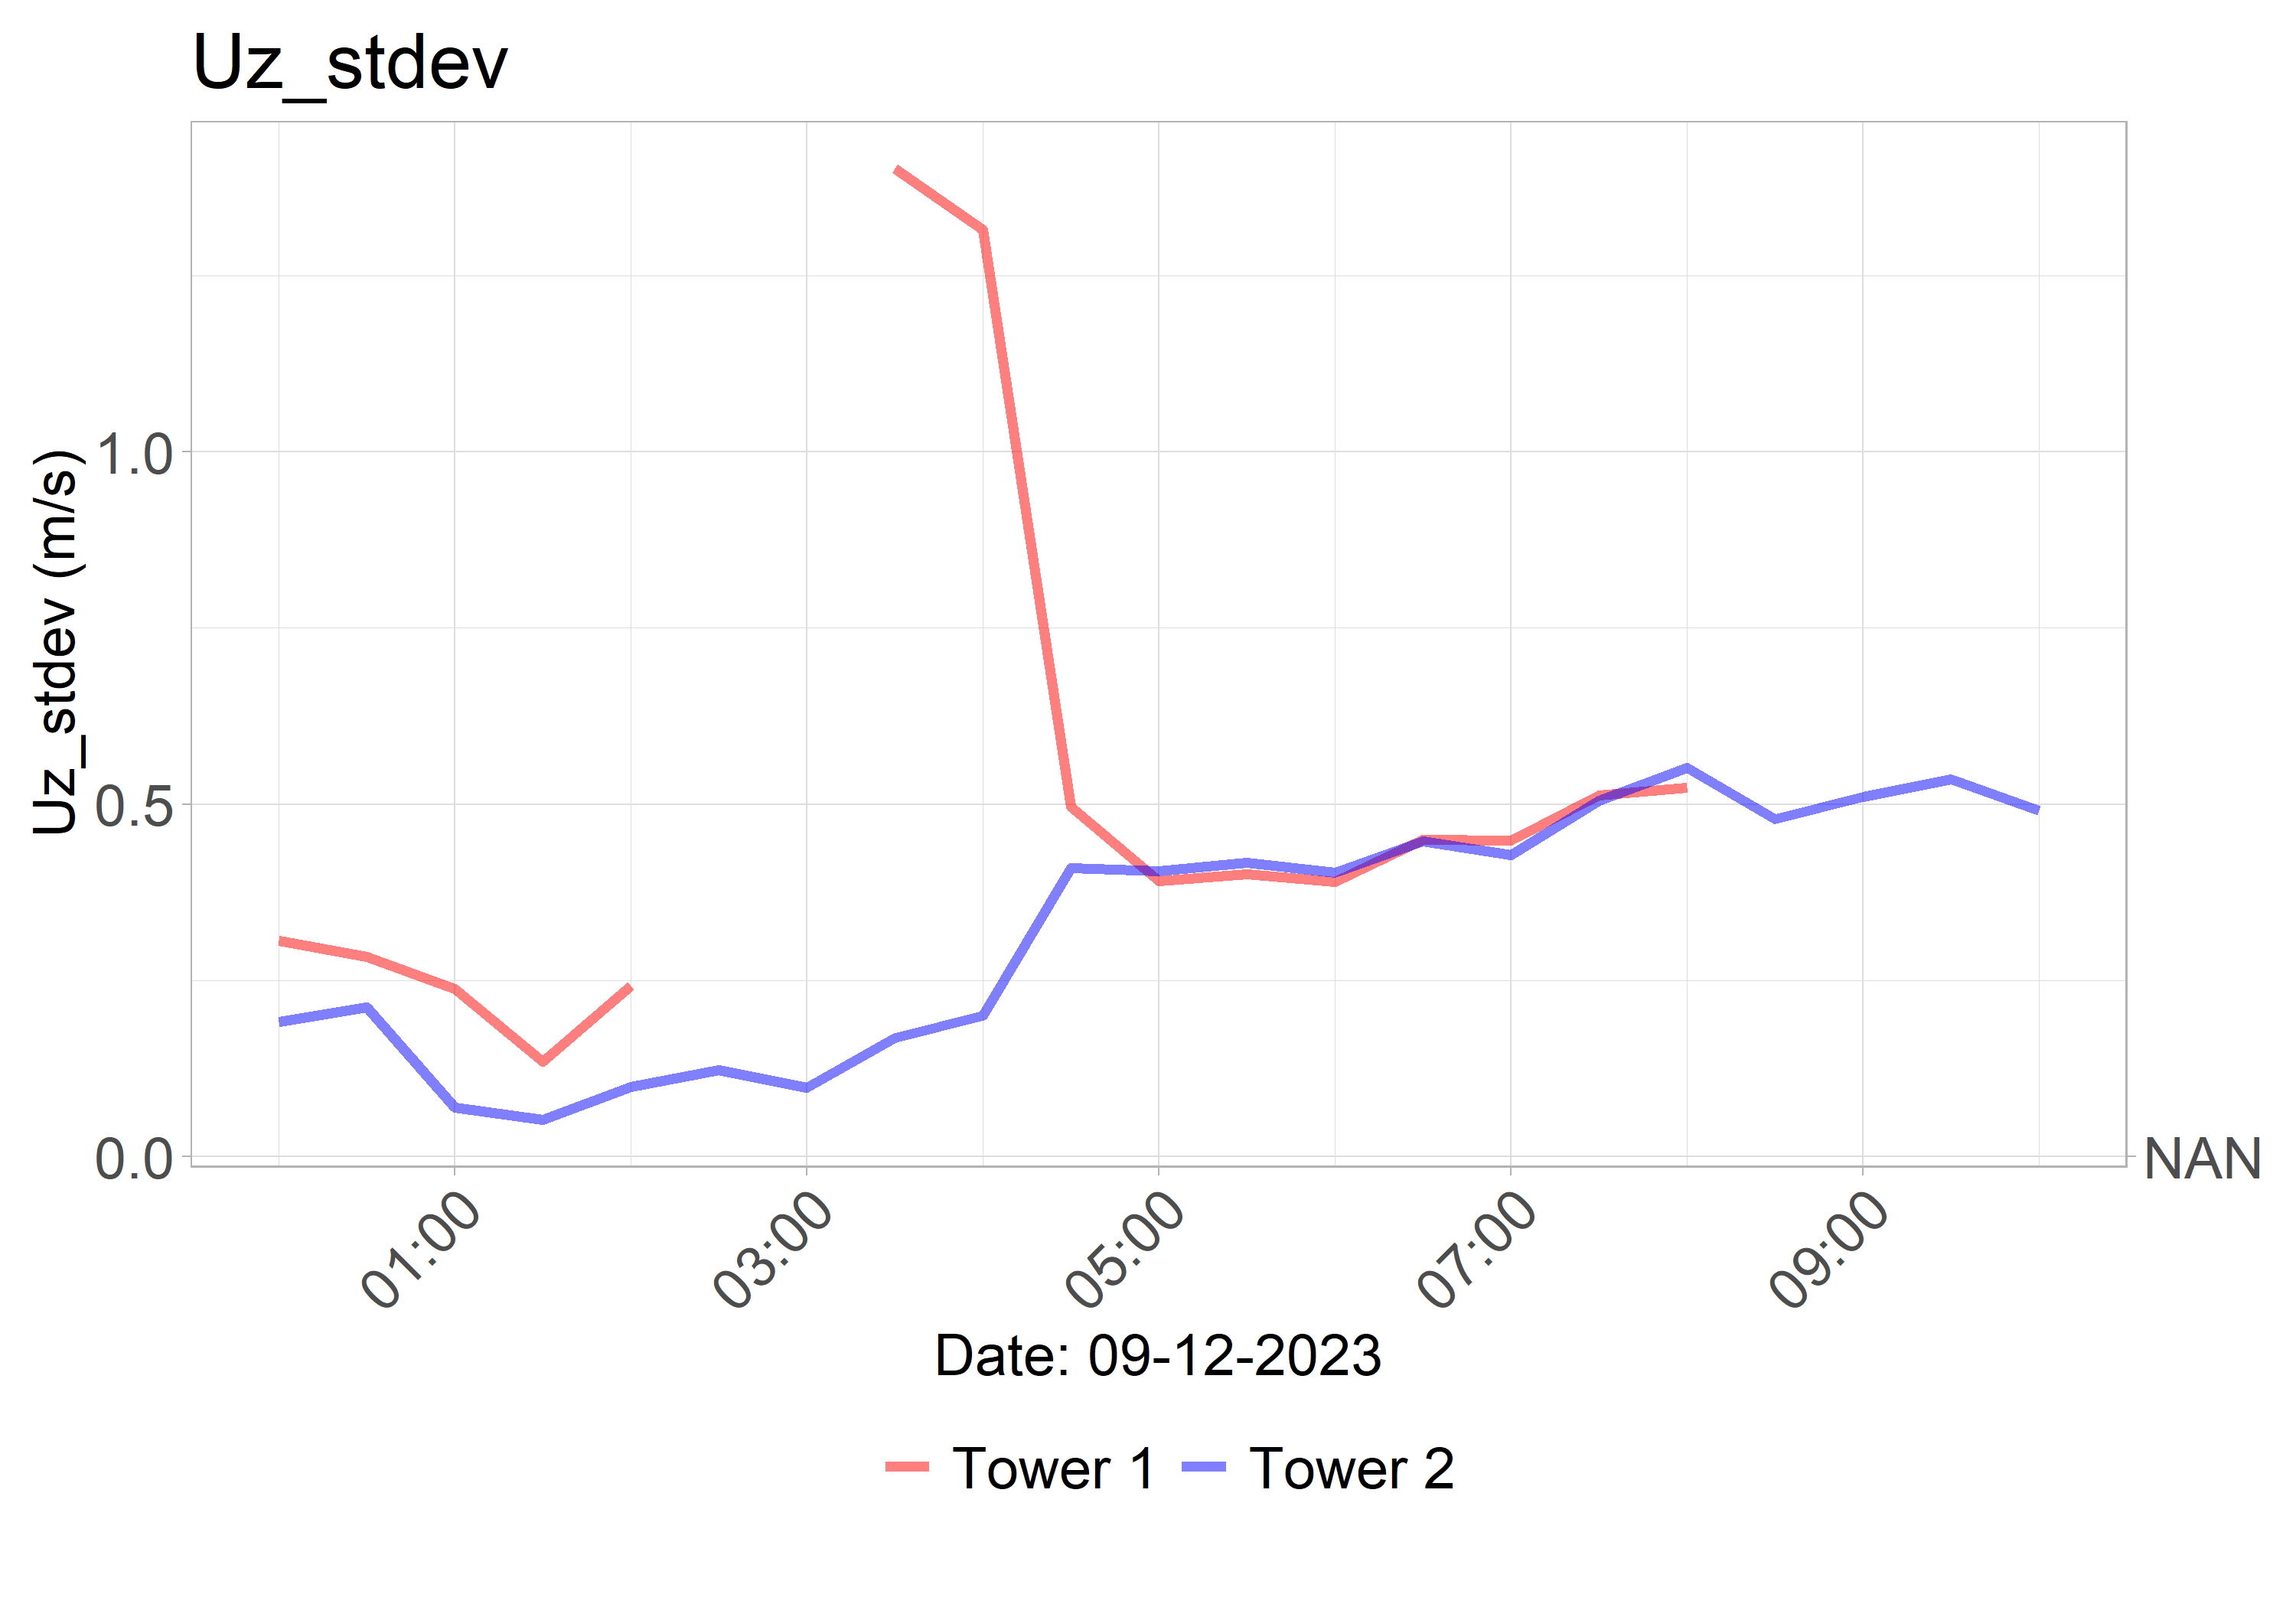 Uz_stdev
Uz_stdev (m/s)
1.0
0.5
0.0
NAN
01:00
03:00
05:00
07:00
09:00
Date: 09-12-2023
Tower 1
Tower 2